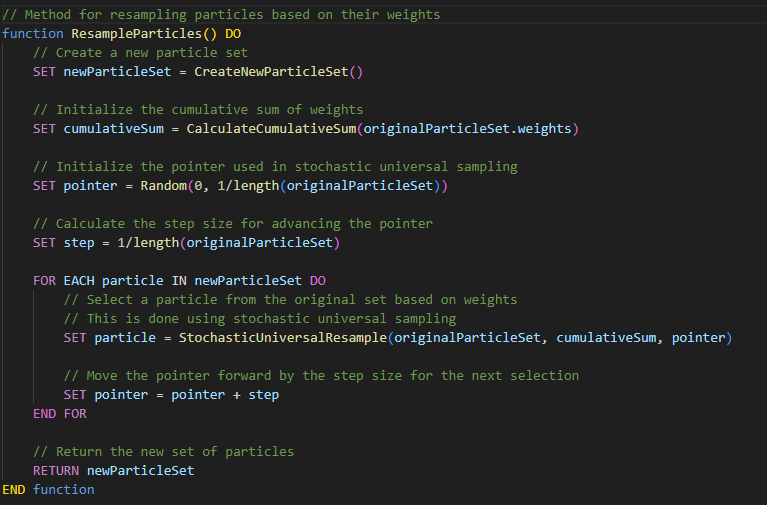 // Method for resampling particles based on their weights
function ResampleParticles() DO
// Create a new particle set
SET newParticleSet = CreateNewParticleSet()
// Initialize the cumulative sum of weights
SET cumulativeSum = CalculateCumulativeSum(originalParticleSet.weights)
// Initialize the pointer used in stochastic universal sampling
SET pointer = Random(0, 1/length(originalParticleSet))
// Calculate the step size for advancing the pointer
SET step = 1/length(originalParticleSet)
FOR EACH particle IN newParticleSet DO
// Select a particle from the original set based on weights
// This is done using stochastic universal sampling
SET particle = StochasticUniversalResample(originalParticleSet, cumulativeSum, pointer)
// Move the pointer forward by the step size for the next selection
SET pointer = pointer + step
END FOR
// Return the new set of particles
RETURN newParticleSet
END function